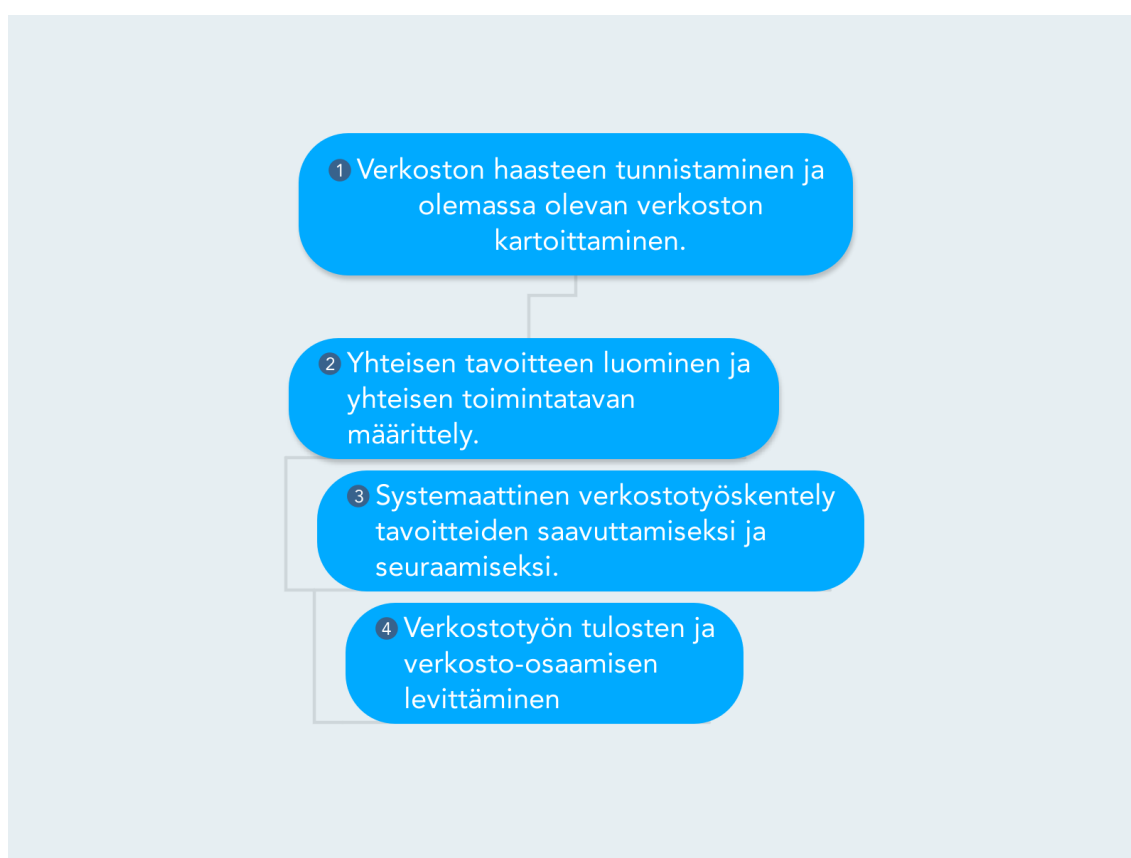 1 Verkoston haasteen tunnistaminen ja
olemassa olevan verkoston
kartoittaminen.
2 Yhteisen tavoitteen luominen ja
yhteisen toimintatavan
määrittely.
3 Systemaattinen verkostotyöskentely
tavoitteiden saavuttamiseksi ja
seuraamiseksi.
4 Verkostotyön tulosten ja
verkosto-osaamisen
levittäminen